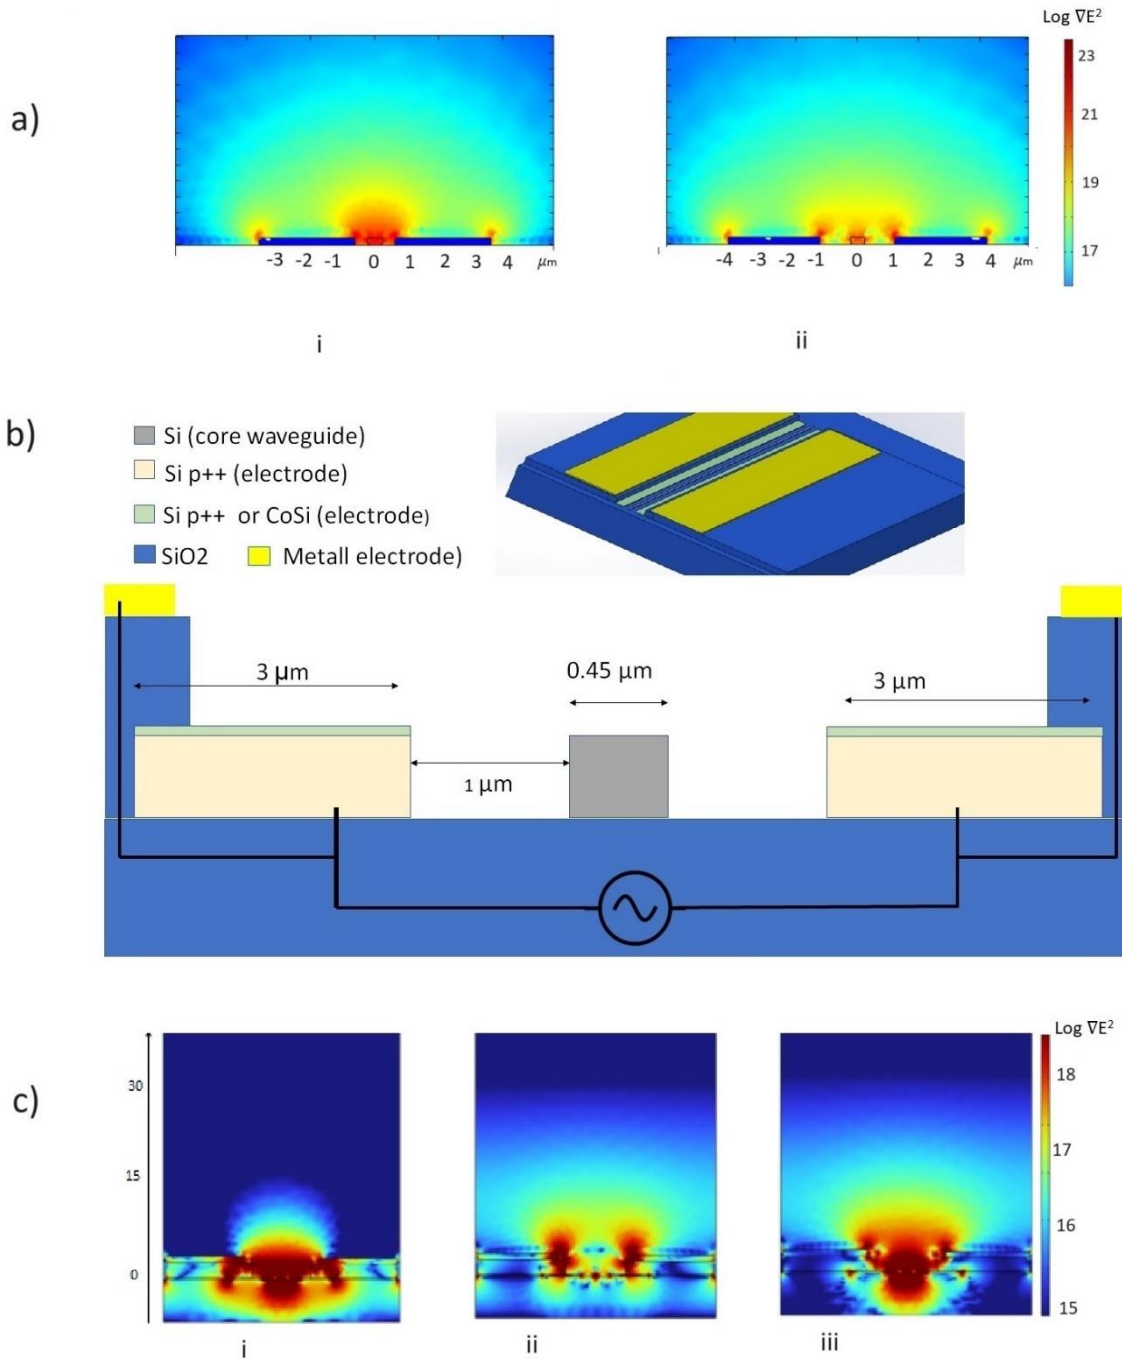 Log ∇E²
a)
23
21
19
17
-3 -2 -1 0 1 2 3 4 μm
-4 -3 -2 -1 0 1 2 3 4 μm
i
ii
b)
Si (core waveguide)
Si p++ (electrode)
Si p++ or CoSi (electrode)
SiO2
Metall electrode)
3 μm
0.45 μm
3 μm
1 μm
c)
30
15
0
Log ∇E²
18
17
16
15
i
ii
iii